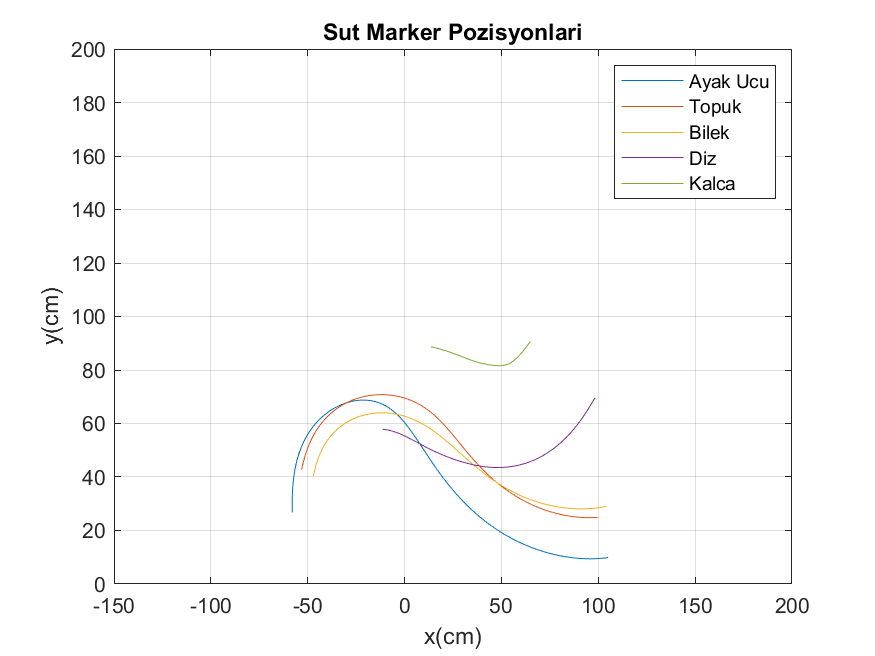 Sut Marker Pozisyonlari
200
180
160
140
120
100
80
60
40
20
0
y(cm)
Ayak Ucu
Topuk
Bilek
Diz
Kalca
-150 -100 -50 0 50 100 150 200
x(cm)